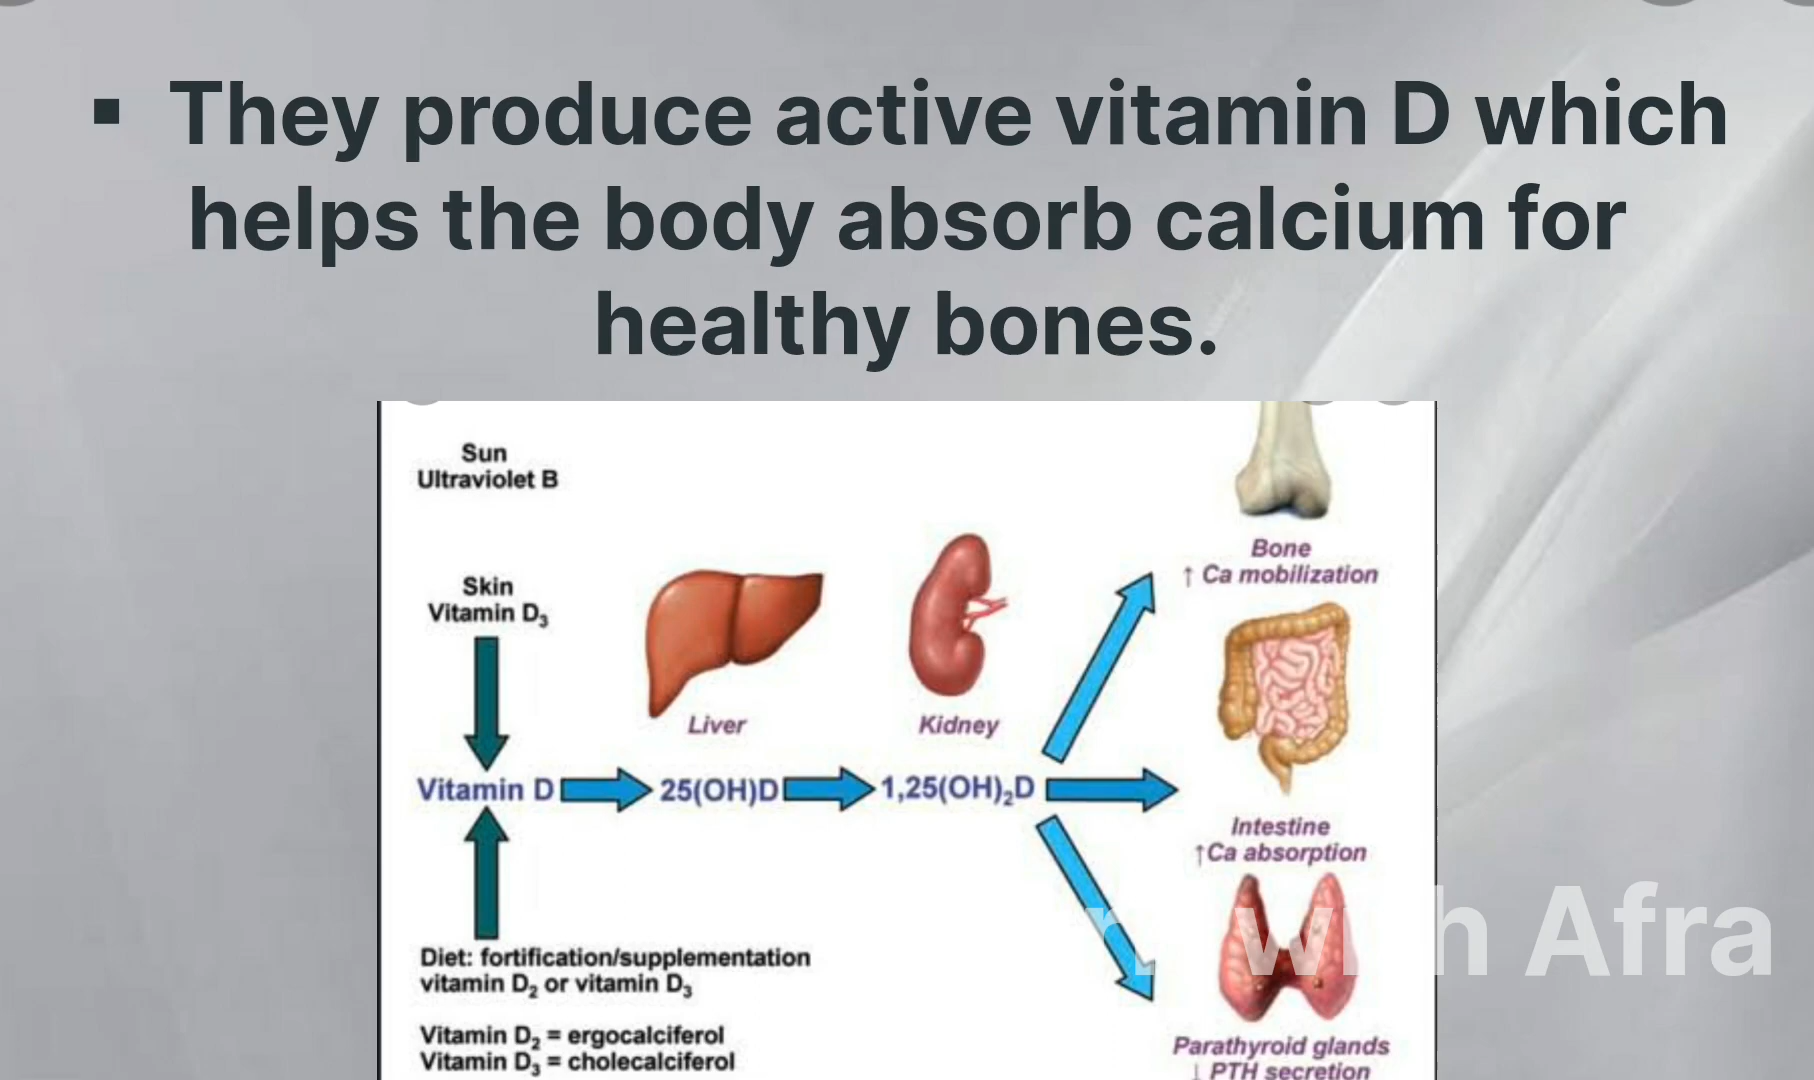 ▪ They produce active vitamin D which
helps the body absorb calcium for
healthy bones.
Sun
Ultraviolet B
Skin
Vitamin D₃
Liver
Kidney
Vitamin D
25(OH)D
1,25(OH)₂D
Bone
↑ Ca mobilization
Intestine
↑Ca absorption
Parathyroid glands
↓ PTH secretion
Diet: fortification/supplementation
vitamin D₂ or vitamin D₃
Vitamin D₂ = ergocalciferol
Vitamin D₃ = cholecalciferol
Afra